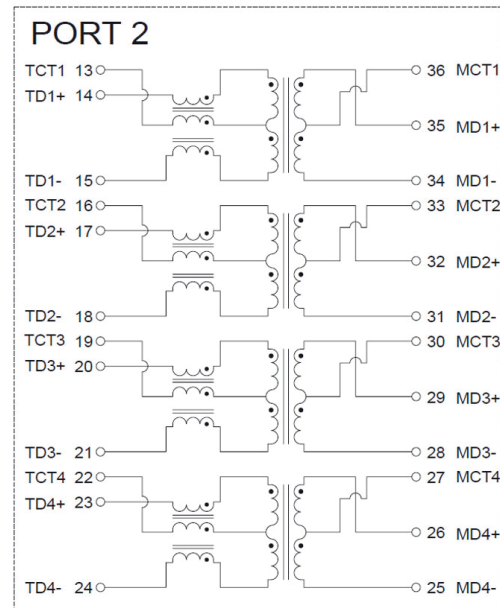 PORT 2
TCT1 13 36 MCT1
TD1+ 14
35 MD1+
TD1- 15 34 MD1-
TCT2 16 33 MCT2
TD2+ 17
32 MD2+
TD2- 18 31 MD2-
TCT3 19 30 MCT3
TD3+ 20
29 MD3+
TD3- 21 28 MD3-
TCT4 22 27 MCT4
TD4+ 23
26 MD4+
TD4- 24 25 MD4-